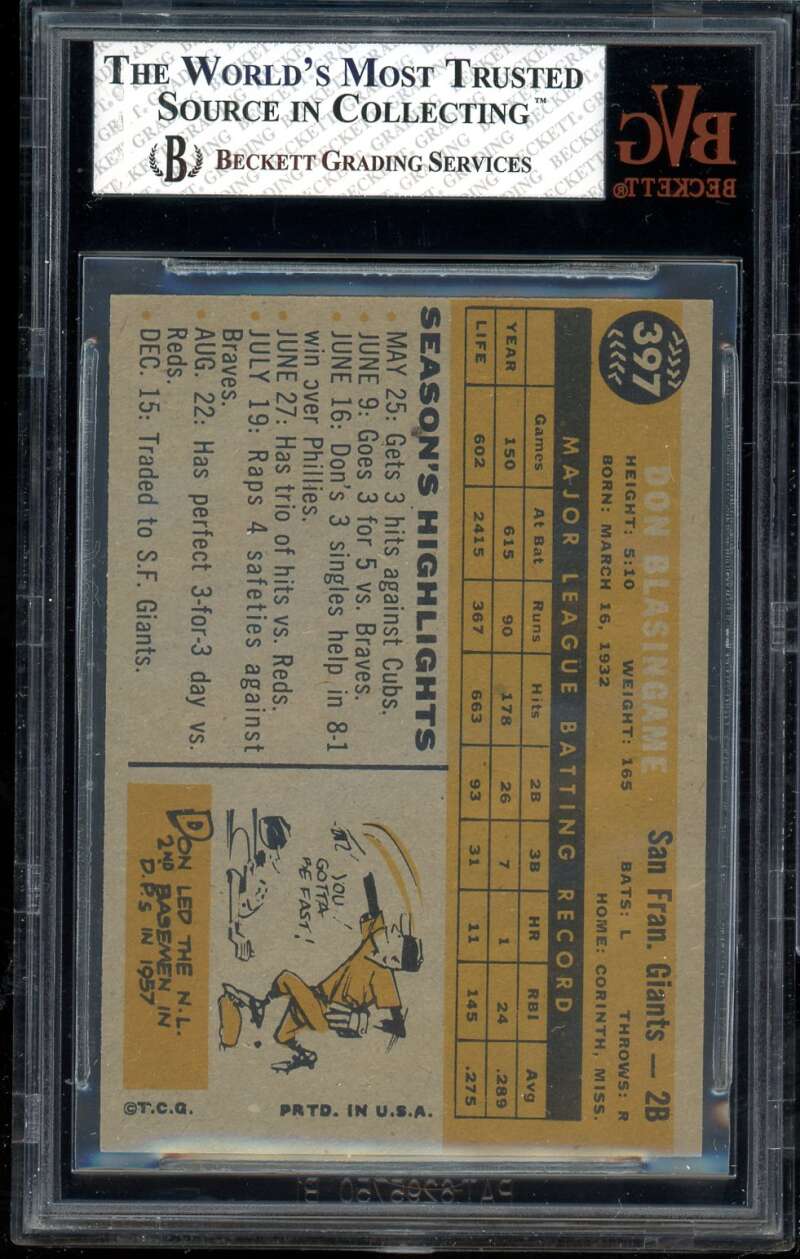 THE WORLD'S MOST TRUSTED
SOURCE IN COLLECTING™
B BECKETT GRADING SERVICES
BVG
BECKETT®
397
DON BLASINGAME San Fran. Giants — 2B
HEIGHT: 5:10 WEIGHT: 165 BATS: L THROWS: R
BORN: MARCH 16, 1932 HOME: CORINTH, MISS.
MAJOR LEAGUE BATTING RECORD
Games At Bat Runs Hits 2B 3B HR RBI Avg
YEAR 150 615 90 178 26 7 1 24 .289
LIFE 602 2415 367 663 93 31 11 145 .275
SEASON'S HIGHLIGHTS
• MAY 25: Gets 3 hits against Cubs.
• JUNE 9: Goes 3 for 5 vs. Braves.
• JUNE 16: Don's 3 singles help in 8-1
win over Phillies.
• JUNE 27: Has trio of hits vs. Reds.
• JULY 19: Raps 4 safeties against
Braves.
• AUG. 22: Has perfect 3-for-3 day vs.
Reds.
• DEC. 15: Traded to S.F. Giants.
YOU
GOTTA
BE FAST!
DON LED THE N.L.
2ND BASEMEN IN
D.P.S IN 1957
©T.C.G. PRTD. IN U.S.A.